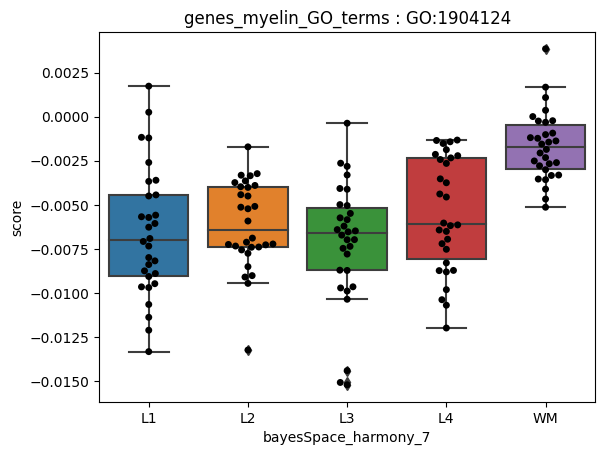 genes_myelin_GO_terms : GO:1904124
score
0.0025
0.0000
−0.0025
−0.0050
−0.0075
−0.0100
−0.0125
−0.0150
L1 L2 L3 L4 WM
bayesSpace_harmony_7